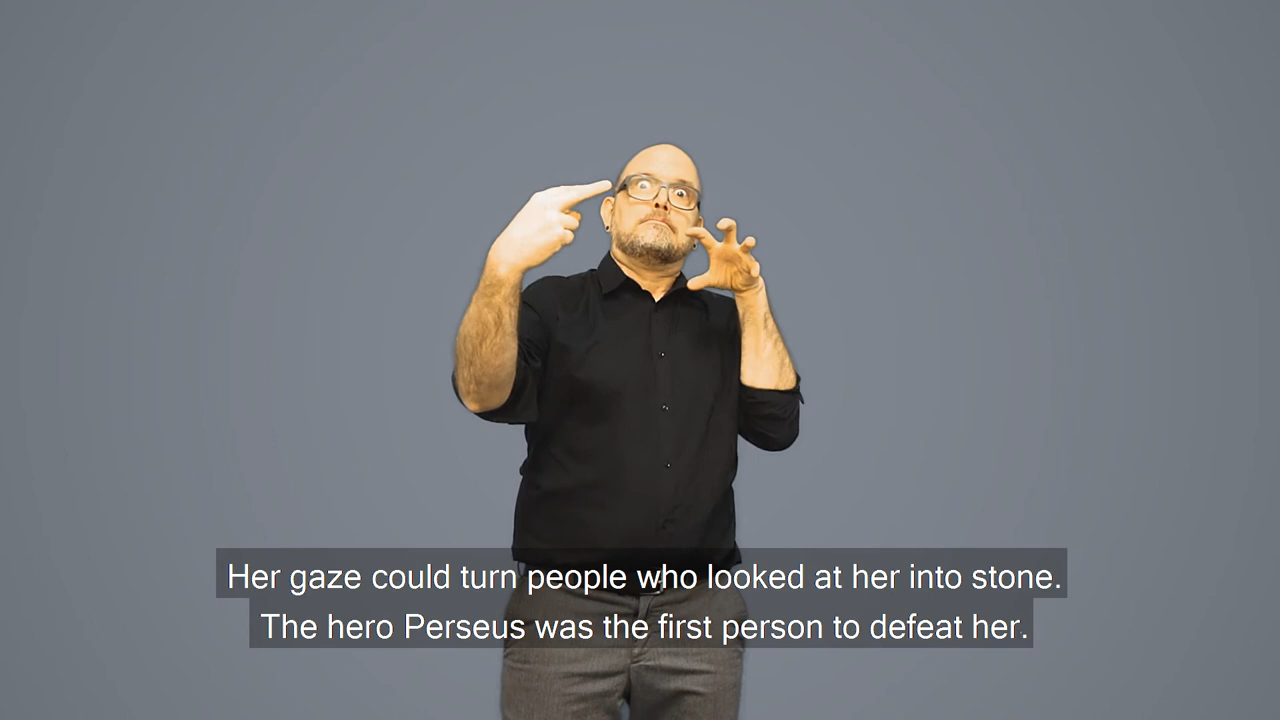 Her gaze could turn people who looked at her into stone.
The hero Perseus was the first person to defeat her.